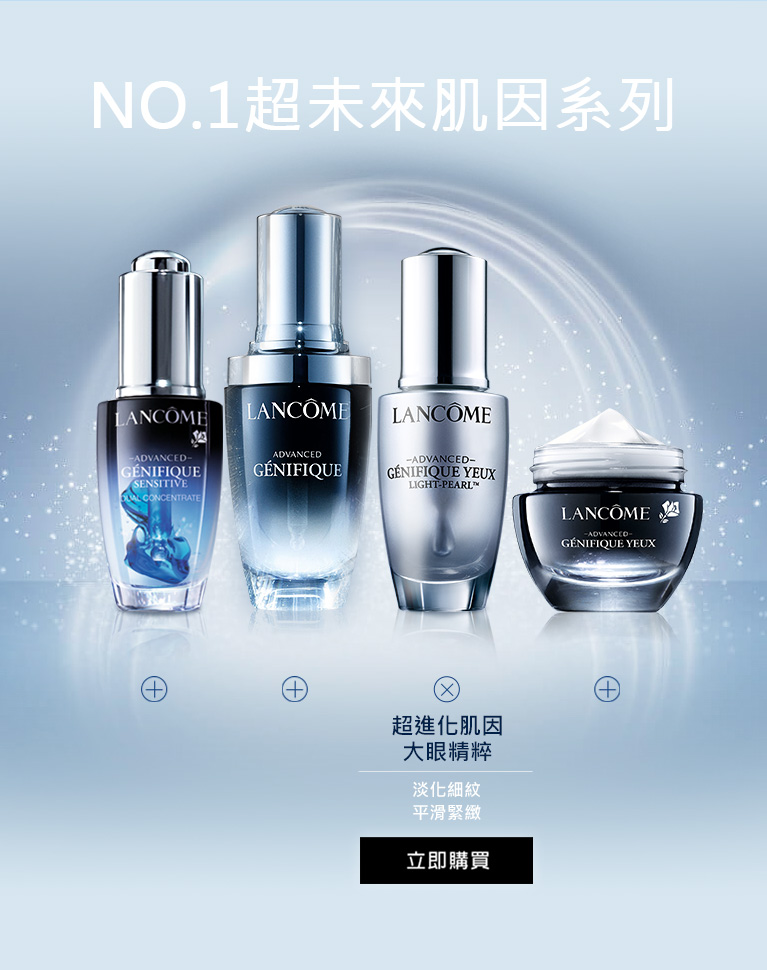 NO.1超未來肌因系列
LANCÔME
-ADVANCED-
GÉNIFIQUE
SENSITIVE
DUAL CONCENTRATE
LANCÔME
ADVANCED
GÉNIFIQUE
LANCÔME
-ADVANCED-
GÉNIFIQUE YEUX
LIGHT-PEARL™
LANCÔME
-ADVANCED-
GÉNIFIQUE YEUX
超進化肌因
大眼精粹
淡化細紋
平滑緊緻
立即購買